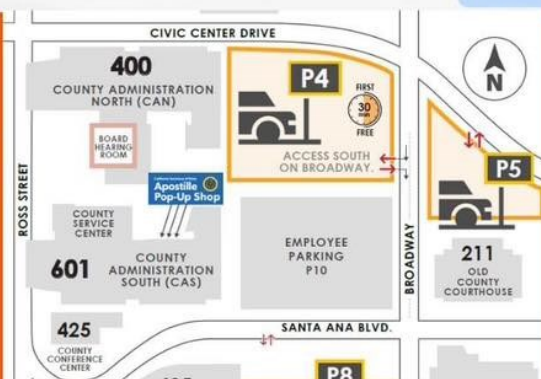 CIVIC CENTER DRIVE
400
COUNTY ADMINISTRATION
NORTH (CAN)
P4
FIRST
30
min
FREE
N
BOARD
HEARING
ROOM
ACCESS SOUTH
ON BROADWAY.
P5
ROSS STREET
Apostille
Pop-Up Shop
COUNTY
SERVICE
CENTER
601
COUNTY
ADMINISTRATION
SOUTH (CAS)
EMPLOYEE
PARKING
P10
BROADWAY
211
OLD
COUNTY
COURTHOUSE
425
COUNTY
CONFERENCE
CENTER
SANTA ANA BLVD.
P8